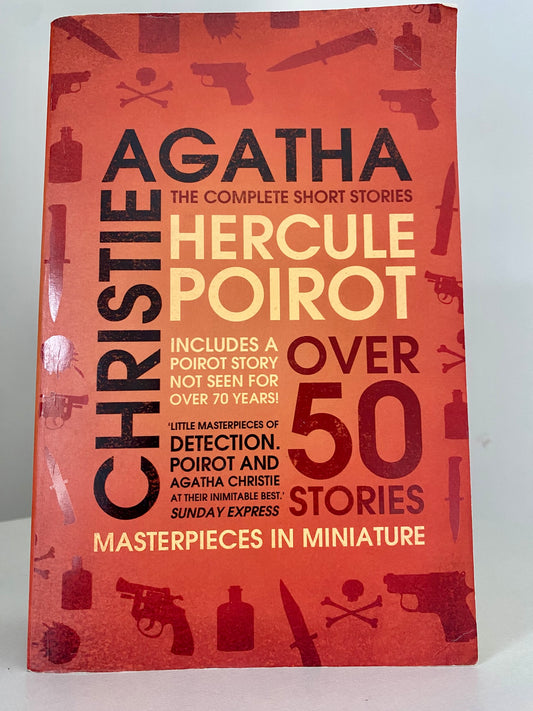 AGATHA
CHRISTIE
THE COMPLETE SHORT STORIES
HERCULE
POIROT
INCLUDES A
POIROT STORY
NOT SEEN FOR
OVER 70 YEARS!
'LITTLE MASTERPIECES OF
DETECTION.
POIROT AND
AGATHA CHRISTIE
AT THEIR INIMITABLE BEST.'
SUNDAY EXPRESS
OVER
50
STORIES
MASTERPIECES IN MINIATURE